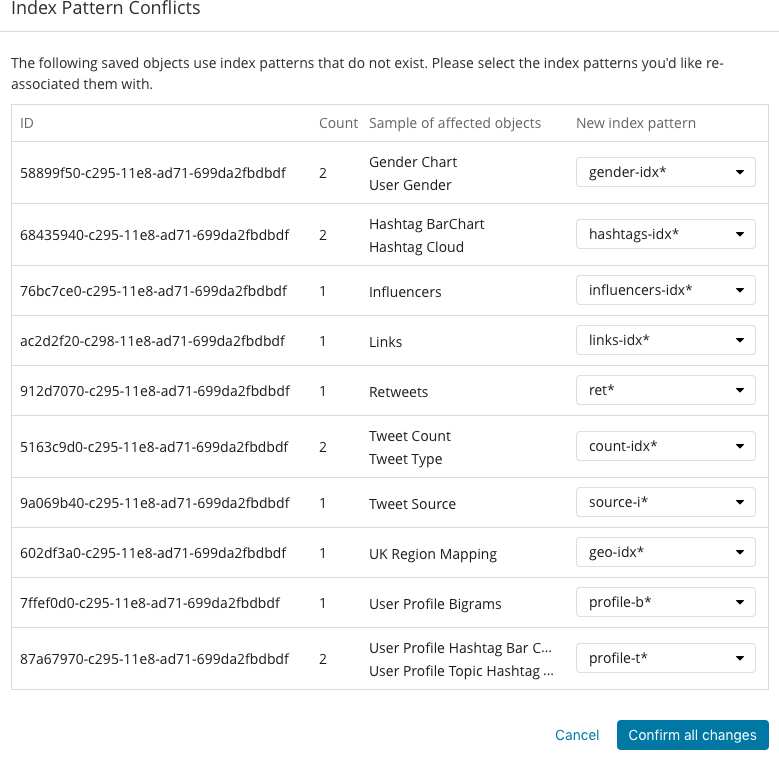 Index Pattern Conflicts
The following saved objects use index patterns that do not exist. Please select the index patterns you'd like re-
associated them with.
ID Count Sample of affected objects New index pattern
58899f50-c295-11e8-ad71-699da2fbdbdf 2 Gender Chart gender-idx*
User Gender
68435940-c295-11e8-ad71-699da2fbdbdf 2 Hashtag BarChart hashtags-idx*
Hashtag Cloud
76bc7ce0-c295-11e8-ad71-699da2fbdbdf 1 Influencers influencers-idx*
ac2d2f20-c298-11e8-ad71-699da2fbdbdf 1 Links links-idx*
912d7070-c295-11e8-ad71-699da2fbdbdf 1 Retweets ret*
5163c9d0-c295-11e8-ad71-699da2fbdbdf 2 Tweet Count count-idx*
Tweet Type
9a069b40-c295-11e8-ad71-699da2fbdbdf 1 Tweet Source source-i*
602df3a0-c295-11e8-ad71-699da2fbdbdf 1 UK Region Mapping geo-idx*
7ffef0d0-c295-11e8-ad71-699da2fbdbdf 1 User Profile Bigrams profile-b*
87a67970-c295-11e8-ad71-699da2fbdbdf 2 User Profile Hashtag Bar C... profile-t*
User Profile Topic Hashtag ...
Cancel Confirm all changes